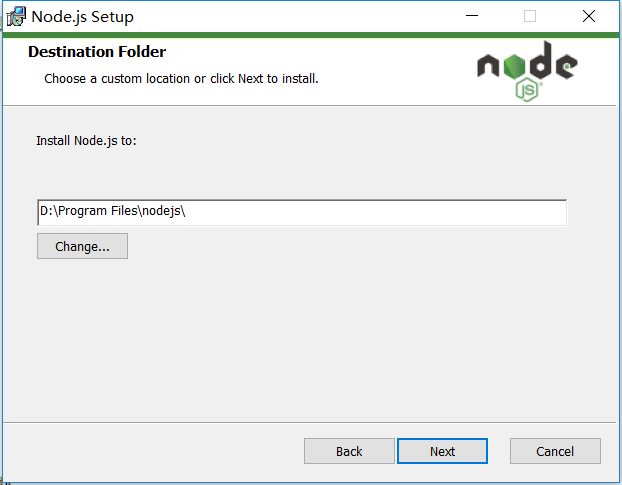 Node.js Setup
Destination Folder
Choose a custom location or click Next to install.
node
JS
Install Node.js to:
D:\Program Files\nodejs\
Change...
Back
Next
Cancel